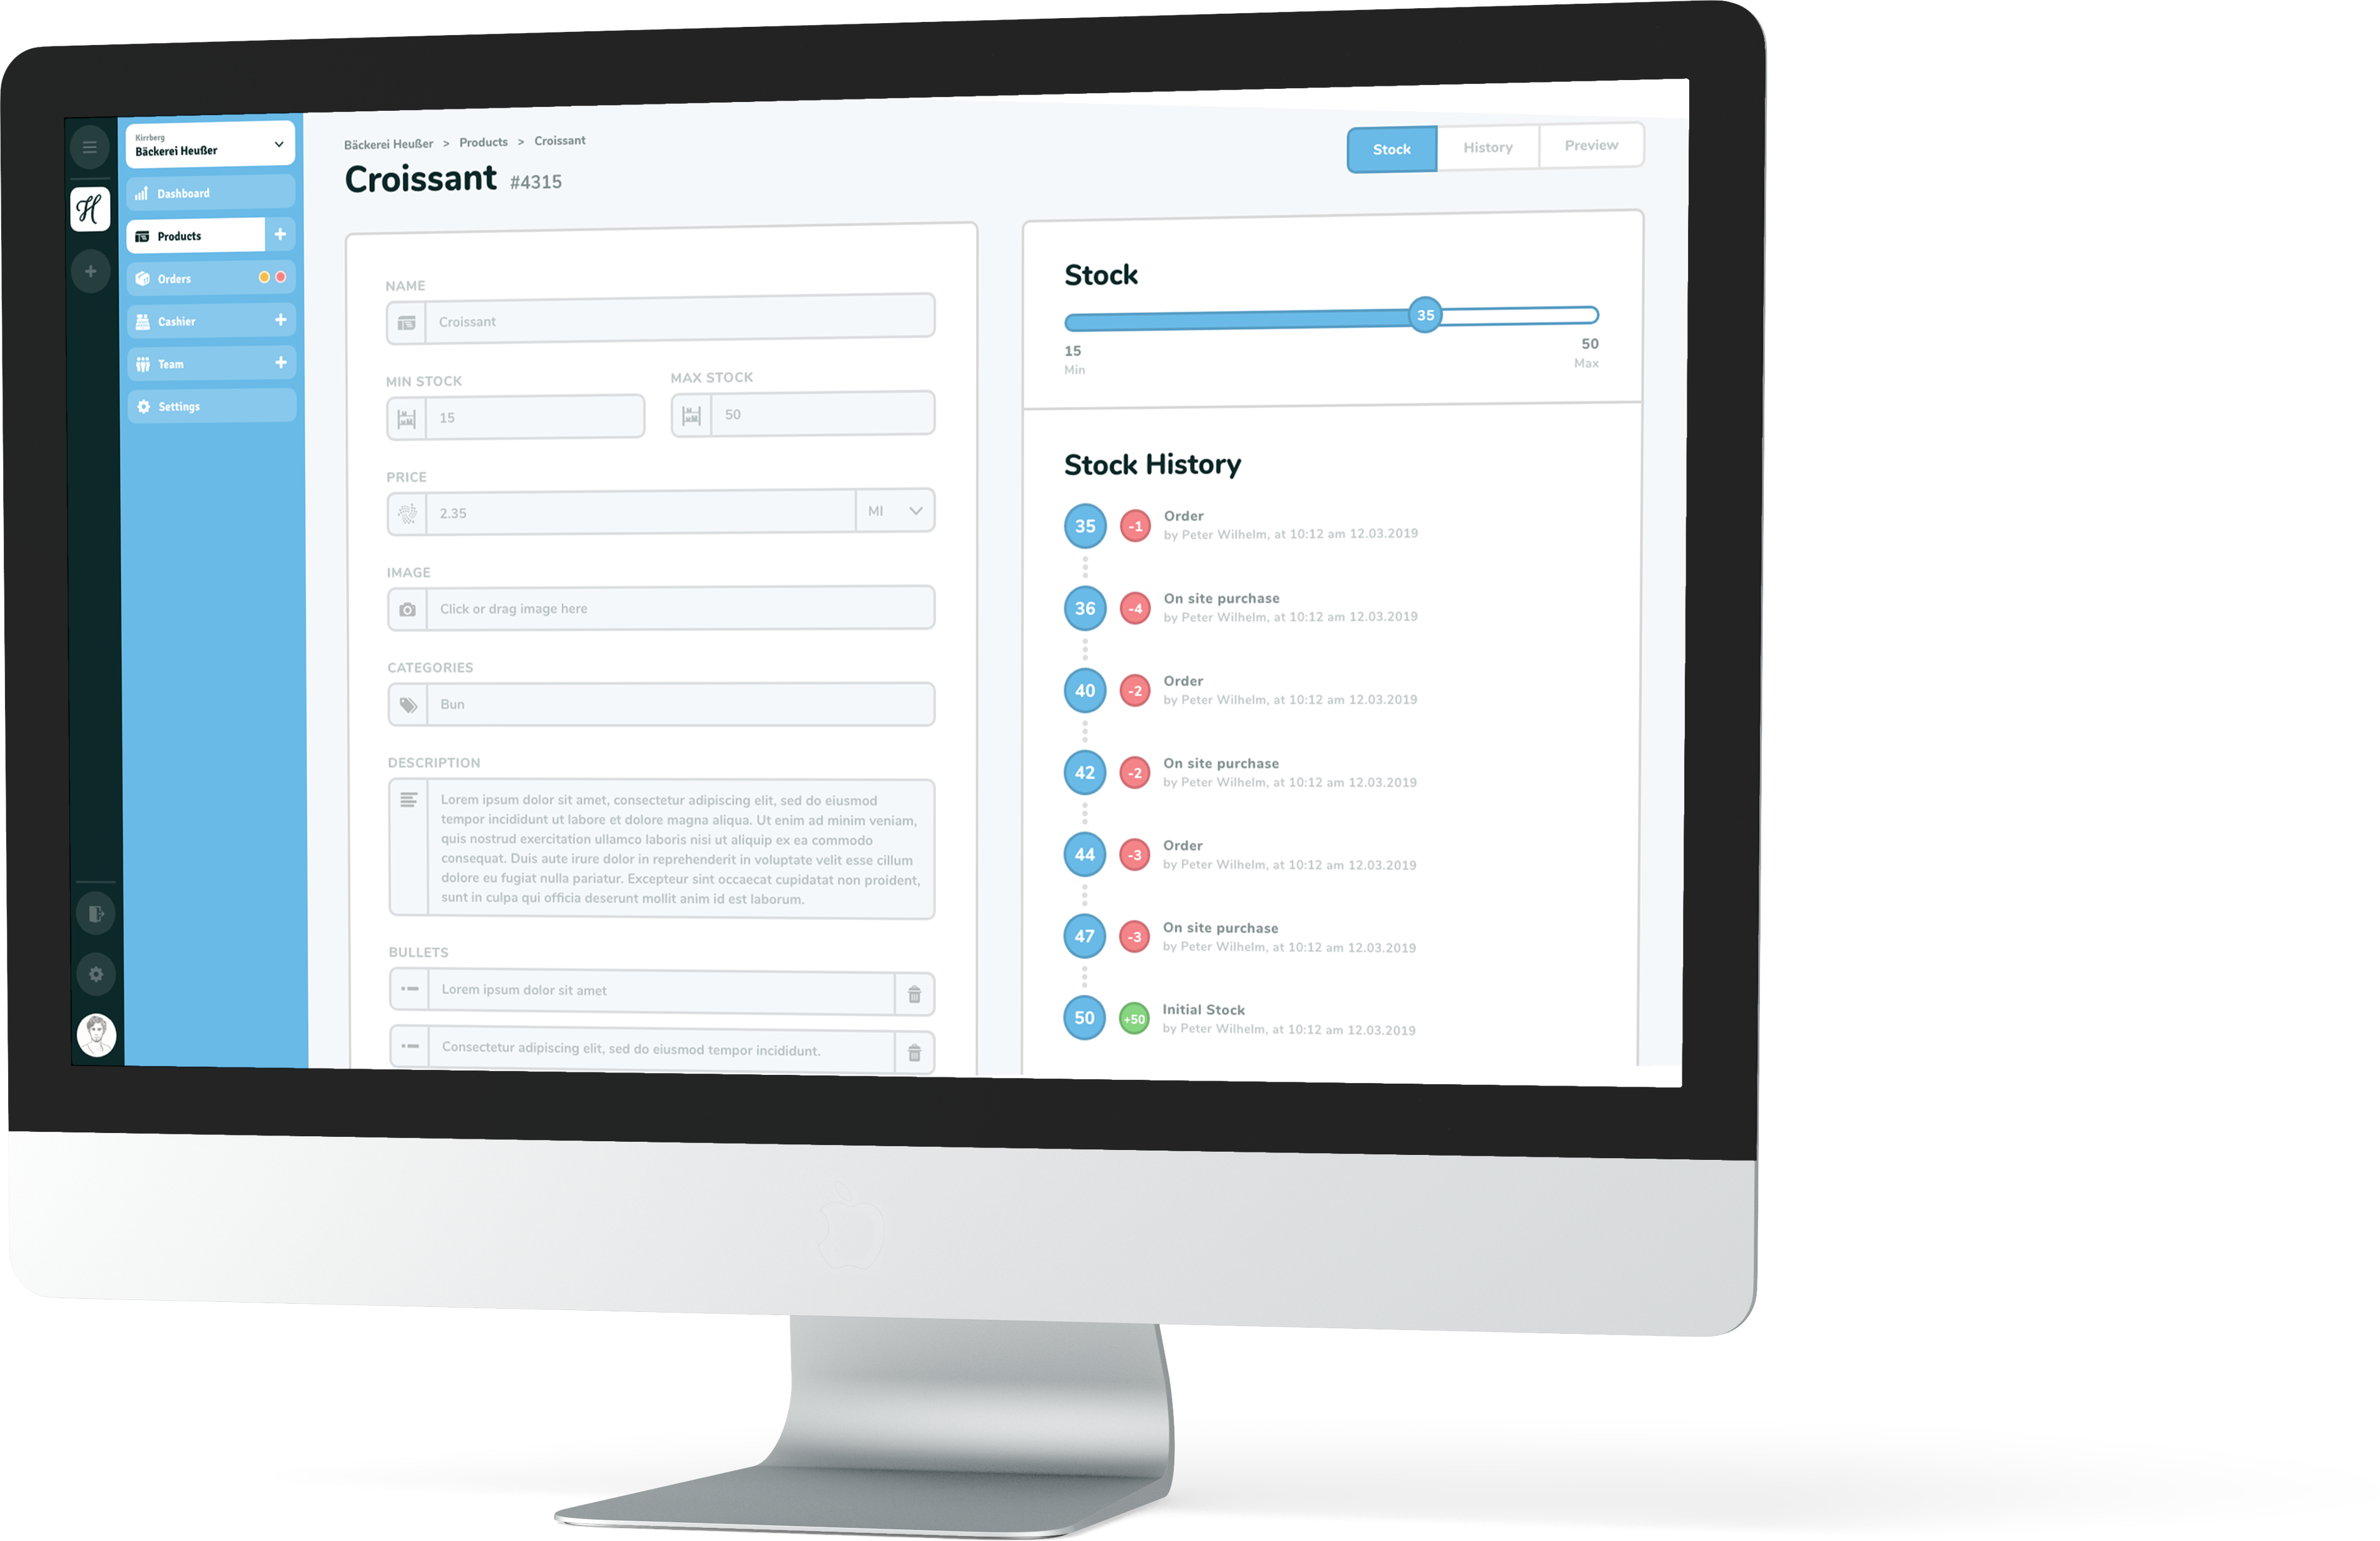 Kirrberg
Bäckerei Heußer
Dashboard
Products
Orders
Cashier
Team
Settings
Bäckerei Heußer > Products > Croissant
Croissant #4315
Stock
History
Preview
NAME
Croissant
MIN STOCK
15
MAX STOCK
50
PRICE
2.35
MI
IMAGE
Click or drag image here
CATEGORIES
Bun
DESCRIPTION
Lorem ipsum dolor sit amet, consectetur adipiscing elit, sed do eiusmod
tempor incididunt ut labore et dolore magna aliqua. Ut enim ad minim veniam,
quis nostrud exercitation ullamco laboris nisi ut aliquip ex ea commodo
consequat. Duis aute irure dolor in reprehenderit in voluptate velit esse cillum
dolore eu fugiat nulla pariatur. Excepteur sint occaecat cupidatat non proident,
sunt in culpa qui officia deserunt mollit anim id est laborum.
BULLETS
Lorem ipsum dolor sit amet
Consectetur adipiscing elit, sed do eiusmod tempor incididunt.
Stock
35
15
Min
50
Max
Stock History
35 -1 Order
by Peter Wilhelm, at 10:12 am 12.03.2019
36 -4 On site purchase
by Peter Wilhelm, at 10:12 am 12.03.2019
40 -2 Order
by Peter Wilhelm, at 10:12 am 12.03.2019
42 -2 On site purchase
by Peter Wilhelm, at 10:12 am 12.03.2019
44 -3 Order
by Peter Wilhelm, at 10:12 am 12.03.2019
47 -3 On site purchase
by Peter Wilhelm, at 10:12 am 12.03.2019
50 +50 Initial Stock
by Peter Wilhelm, at 10:12 am 12.03.2019
H